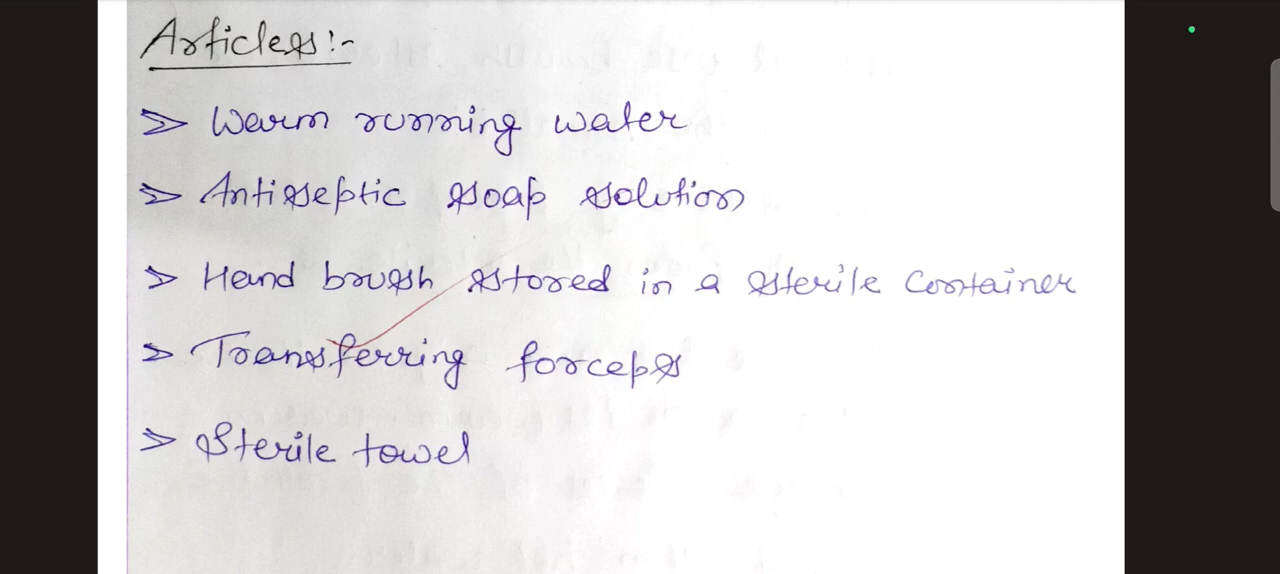 Articles:-
> Warm running water
> Antiseptic soap solution
> Hand brush stored in a sterile container
> Transferring forceps
> Sterile towel